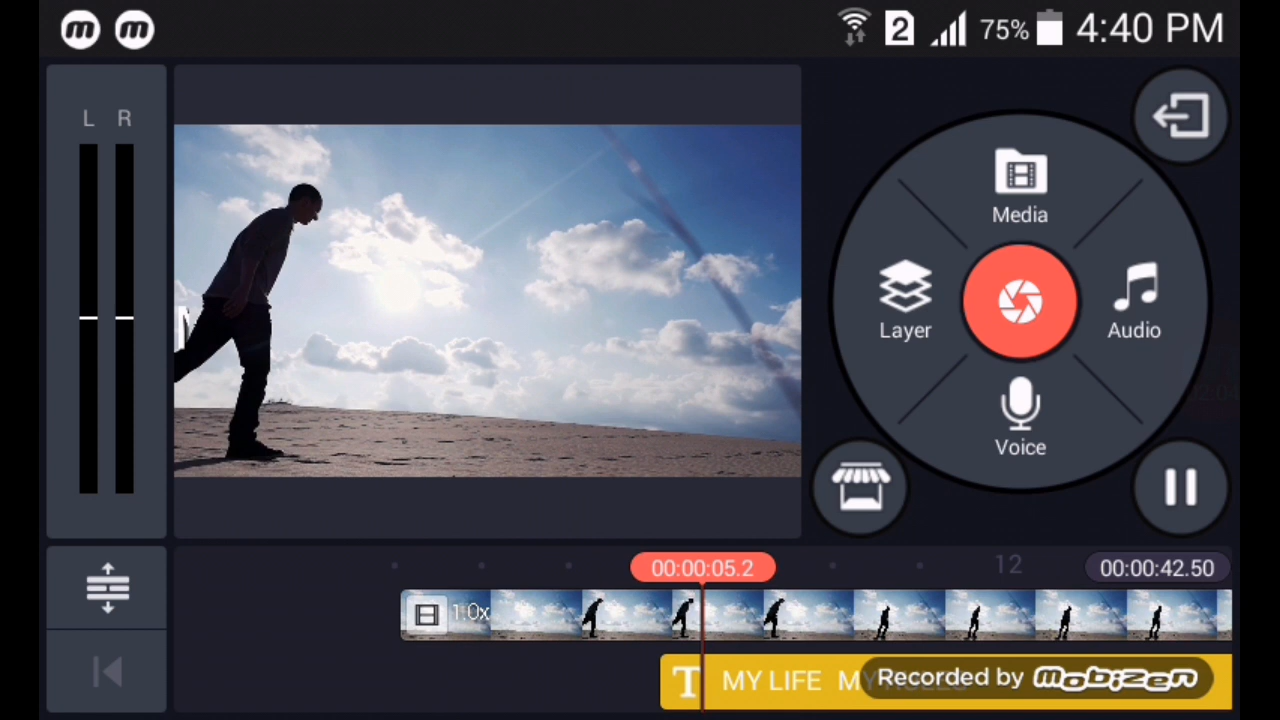 2 75% 4:40 PM
L R
Media
Layer
Audio
Voice
00:00:05.2
12
00:00:42.50
1.0x
T MY LIFE
Recorded by mobizen